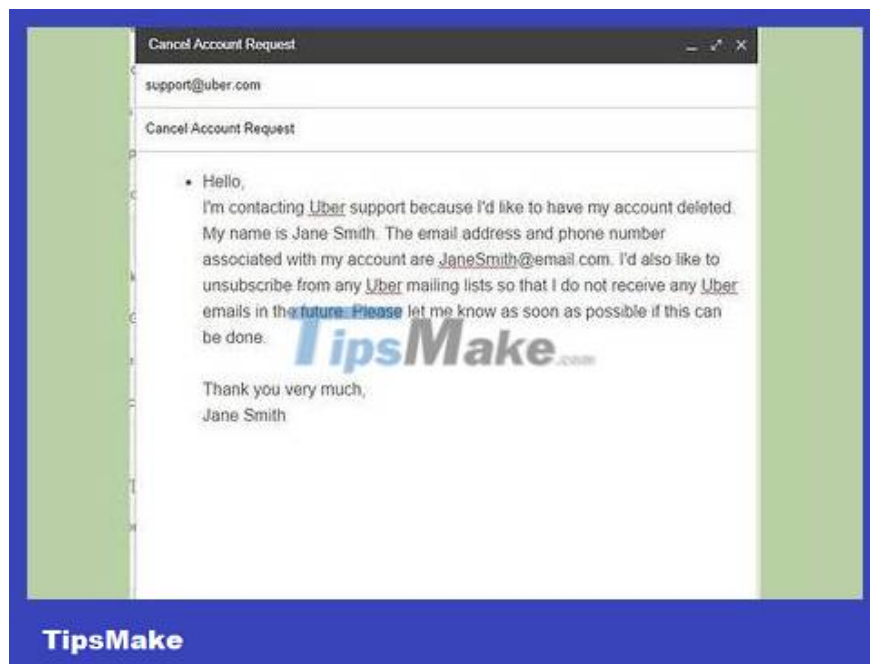 Cancel Account Request
support@uber.com
Cancel Account Request
• Hello,
I'm contacting Uber support because I'd like to have my account deleted.
My name is Jane Smith. The email address and phone number
associated with my account are JaneSmith@email.com. I'd also like to
unsubscribe from any Uber mailing lists so that I do not receive any Uber
emails in the future. Please let me know as soon as possible if this can
be done.
TipsMake.com
Thank you very much,
Jane Smith
TipsMake